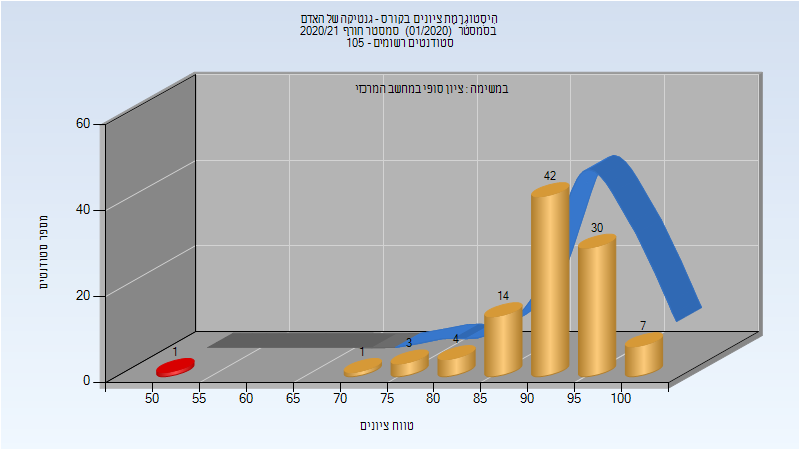 היסטוגרמת ציונים בקורס - גנטיקה של האדם
בסמסטר (01/2020) סמסטר חורף 2020/21
סטודנטים רשומים - 105
במשימה : ציון סופי במחשב המרכזי
60
40
20
0
מספר סטודנטים
1
1
3
4
14
42
30
7
50 55 60 65 70 75 80 85 90 95 100
טווח ציונים